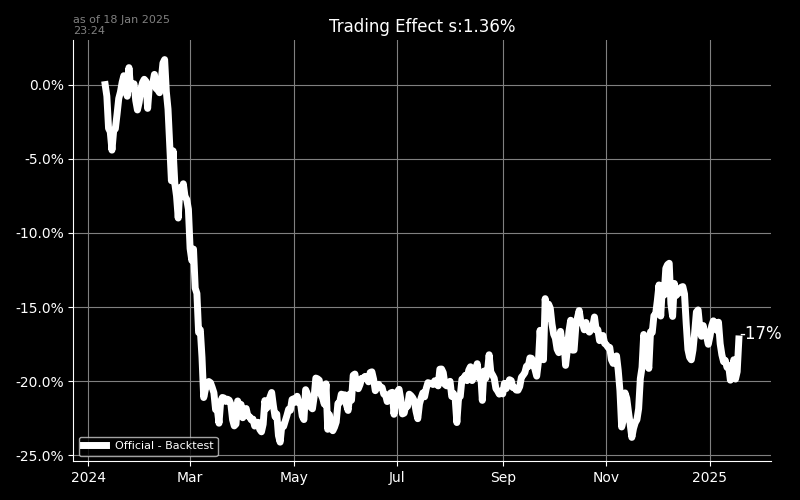 as of 18 Jan 2025
23:24
Trading Effect s:1.36%
0.0%
-5.0%
-10.0%
-15.0%
-17%
-20.0%
Official - Backtest
-25.0%
2024 Mar May Jul Sep Nov 2025